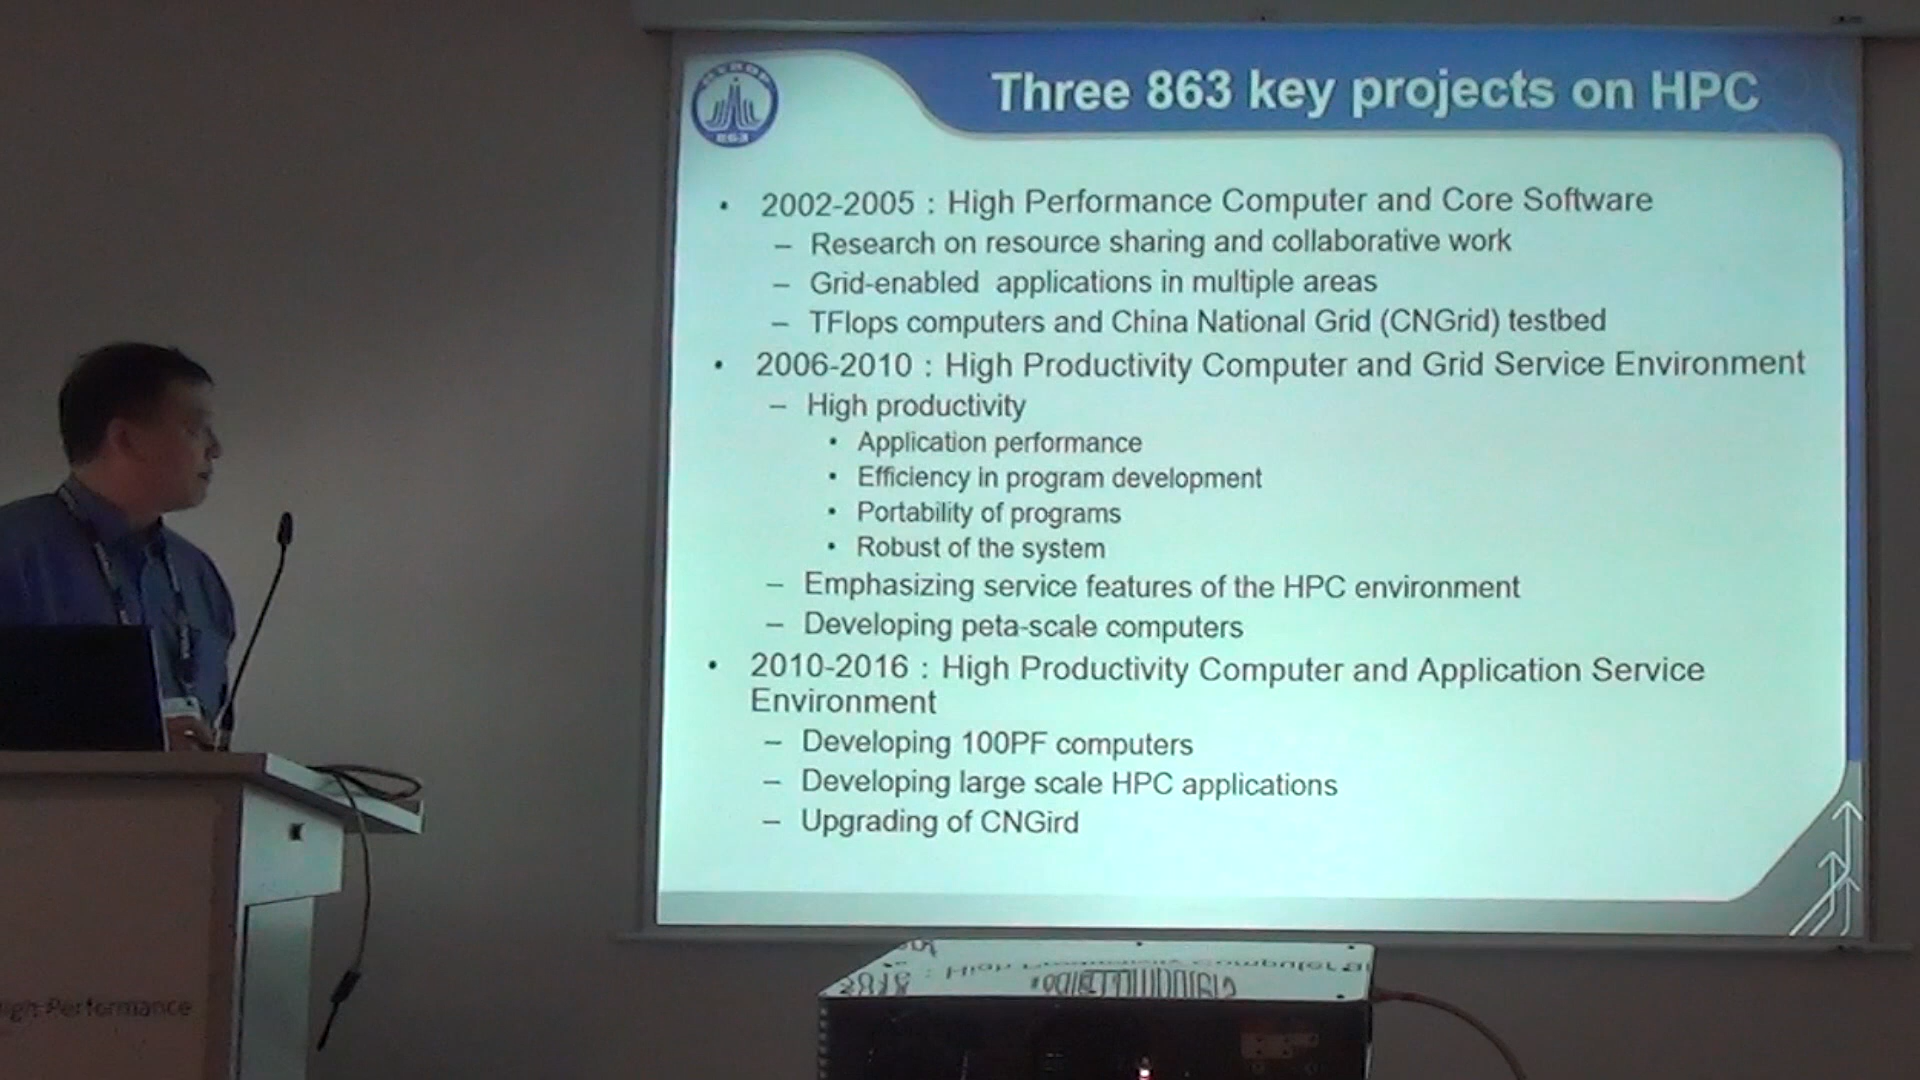 Three 863 key projects on HPC
863
• 2002-2005 : High Performance Computer and Core Software
– Research on resource sharing and collaborative work
– Grid-enabled applications in multiple areas
– TFlops computers and China National Grid (CNGrid) testbed
• 2006-2010 : High Productivity Computer and Grid Service Environment
– High productivity
• Application performance
• Efficiency in program development
• Portability of programs
• Robust of the system
– Emphasizing service features of the HPC environment
– Developing peta-scale computers
• 2010-2016 : High Productivity Computer and Application Service
Environment
– Developing 100PF computers
– Developing large scale HPC applications
– Upgrading of CNGird
igh Performance